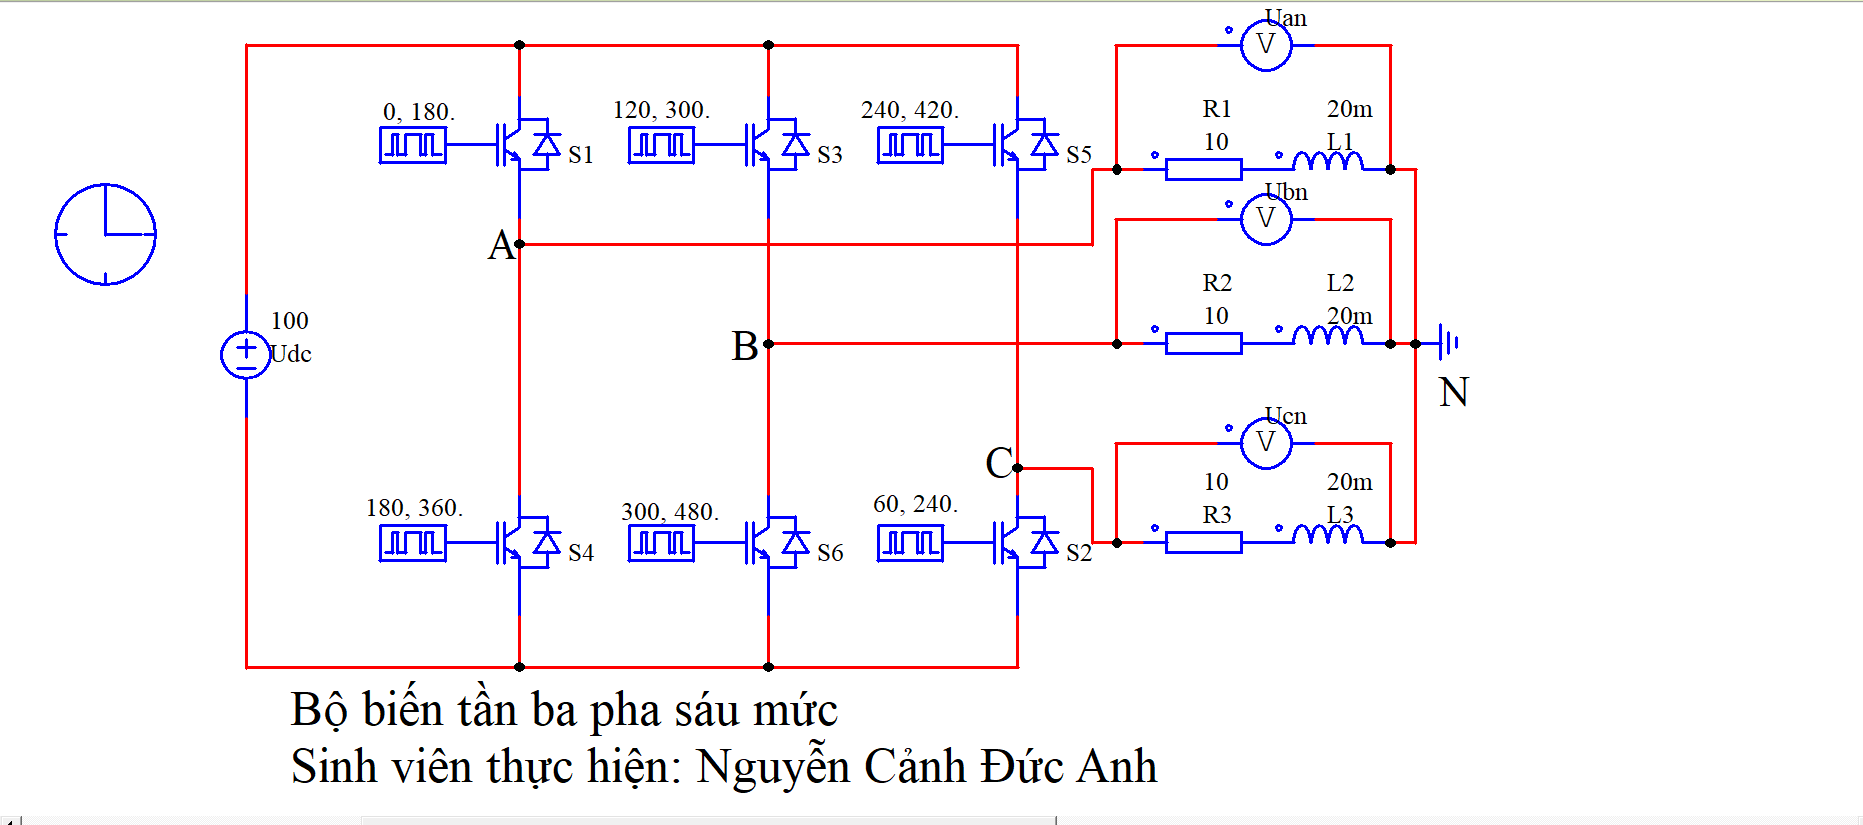 Uan
0, 180.
120, 300.
240, 420.
R1
20m
10
L1
S1
S3
S5
V
Ubn
V
A
R2
L2
10
20m
100
Udc
B
N
Ucn
V
C
10
20m
R3
L3
180, 360.
300, 480.
60, 240.
S4
S6
S2
Bộ biến tần ba pha sáu mức
Sinh viên thực hiện: Nguyễn Cảnh Đức Anh